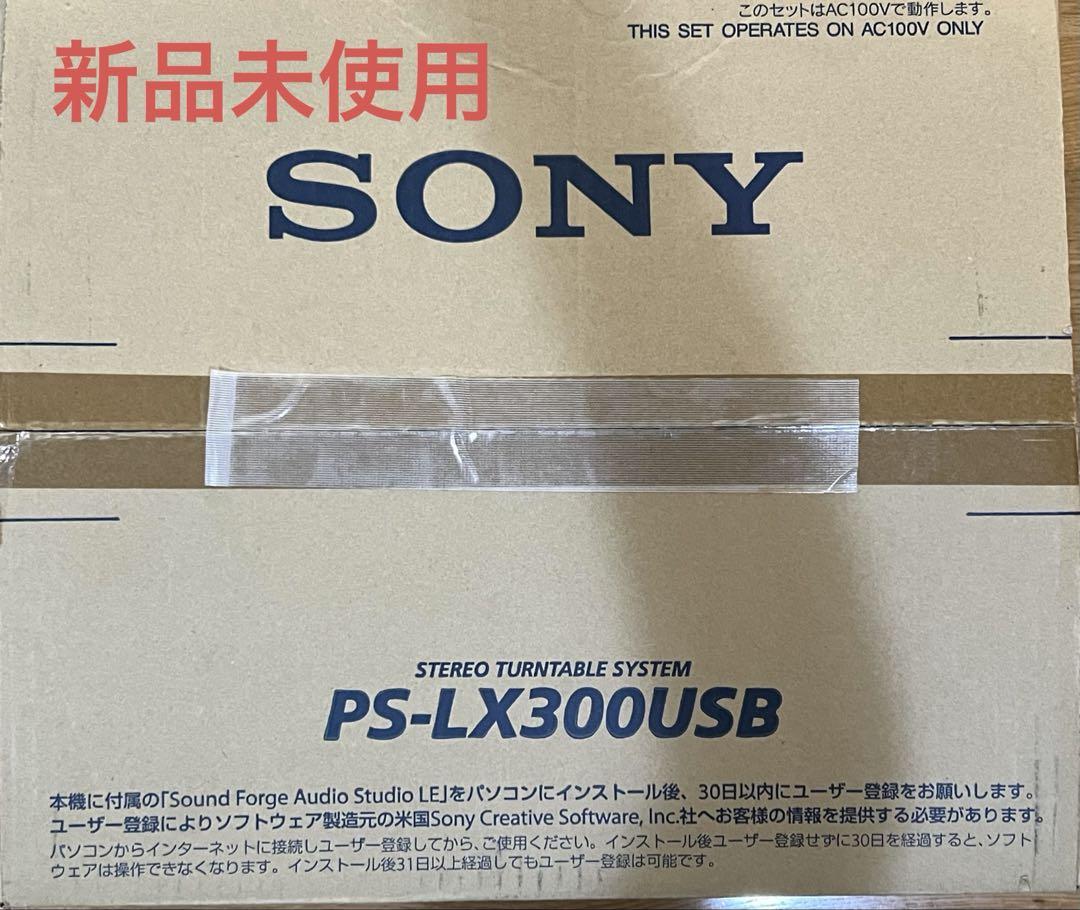 このセットはAC100Vで動作します。
THIS SET OPERATES ON AC100V ONLY
新品未使用
SONY
STEREO TURNTABLE SYSTEM
PS-LX300USB
本機に付属の「Sound Forge Audio Studio LE」をパソコンにインストール後、30日以内にユーザー登録をお願いします。
ユーザー登録によりソフトウェア製造元の米国Sony Creative Software, Inc.社へお客様の情報を提供する必要があります。
パソコンからインターネットに接続しユーザー登録してから、ご使用ください。インストール後ユーザー登録せずに30日を経過すると、ソフト
ウェアは操作できなくなります。インストール後31日以上経過してもユーザー登録は可能です。